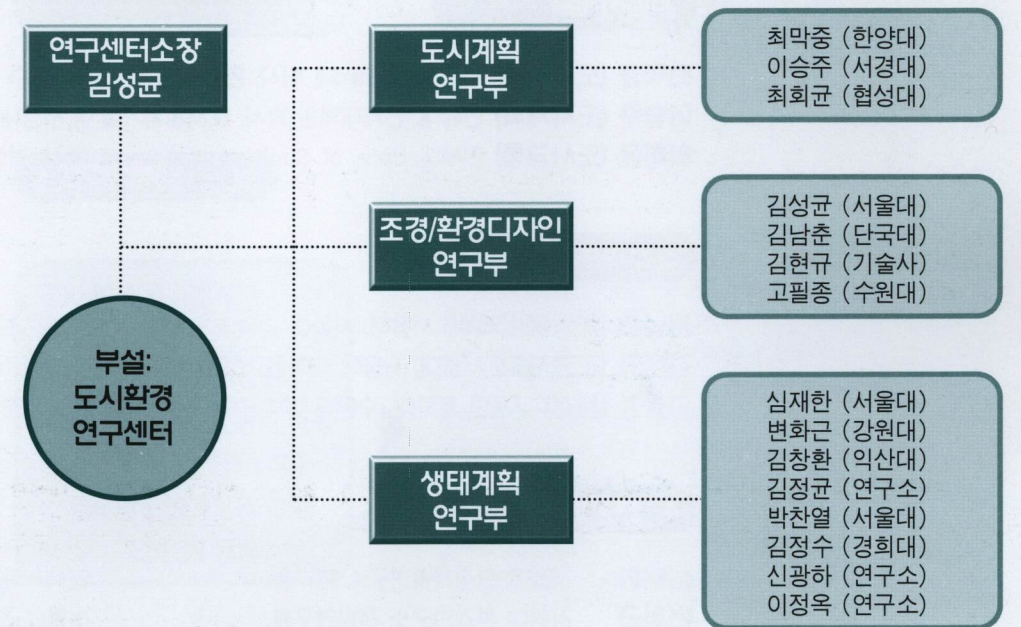 연구센터소장
김성균
도시계획
연구부
최막중 (한양대)
이승주 (서경대)
최회균 (협성대)
조경/환경디자인
연구부
김성균 (서울대)
김남춘 (단국대)
김현규 (기술사)
고필종 (수원대)
부설:
도시환경
연구센터
생태계획
연구부
심재한 (서울대)
변화근 (강원대)
김창환 (익산대)
김정균 (연구소)
박찬열 (서울대)
김정수 (경희대)
신광하 (연구소)
이정옥 (연구소)